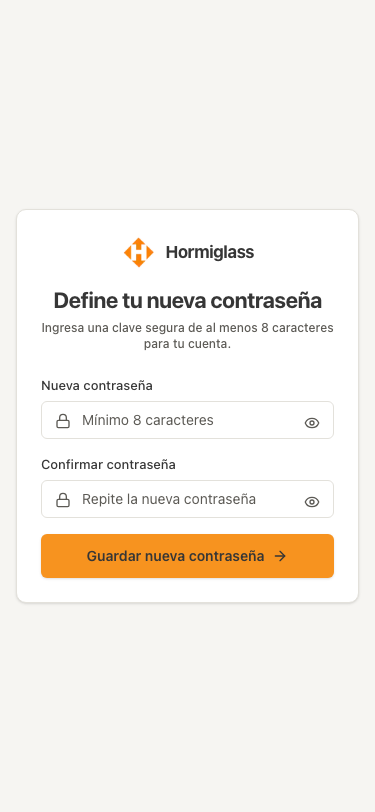 Hormiglass
Define tu nueva contraseña
Ingresa una clave segura de al menos 8 caracteres
para tu cuenta.
Nueva contraseña
Mínimo 8 caracteres
Confirmar contraseña
Repite la nueva contraseña
Guardar nueva contraseña →